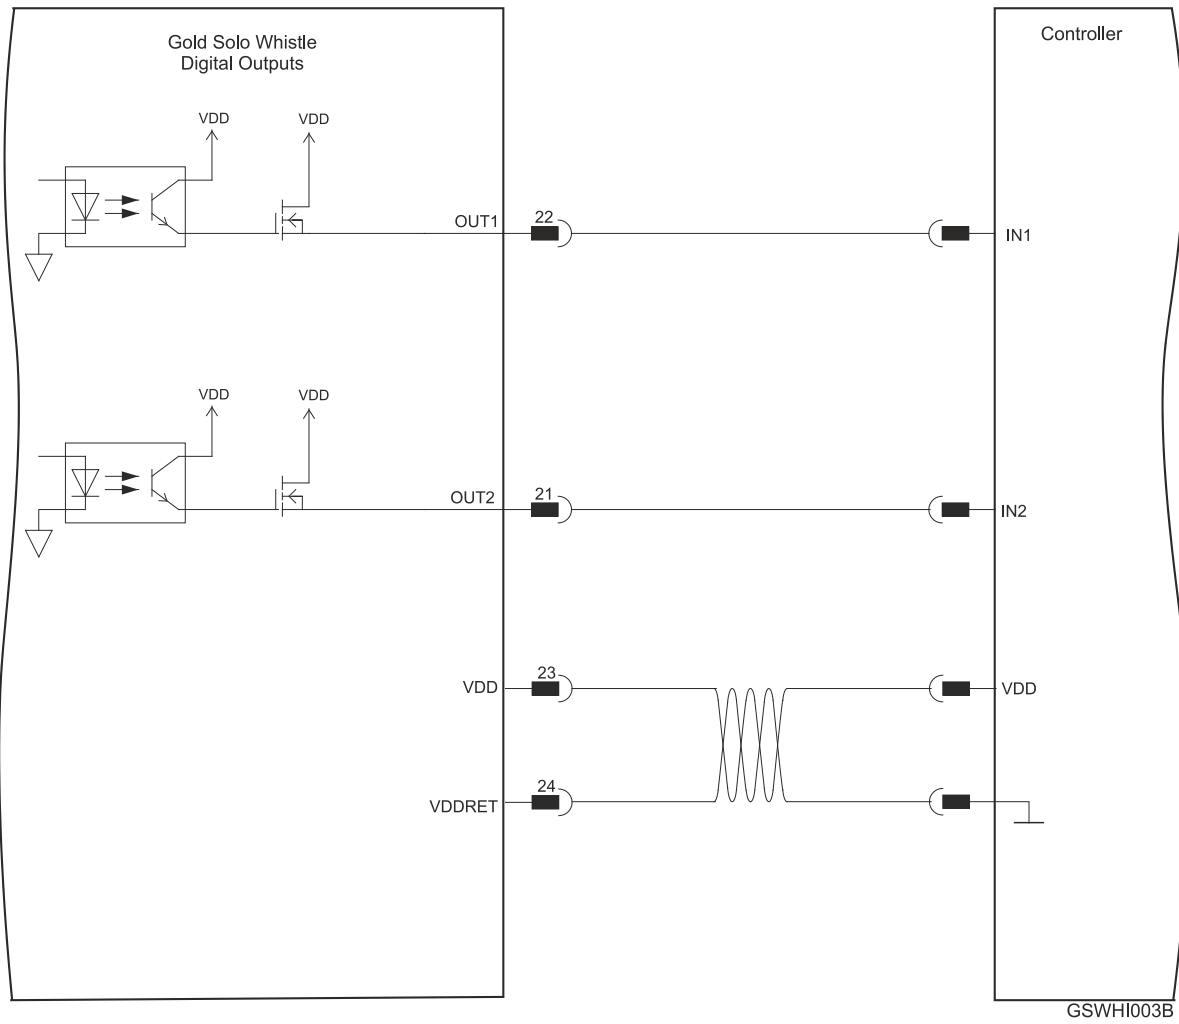 Gold Solo Whistle
Digital Outputs
Controller
VDD
VDD
OUT1
22
IN1
VDD
VDD
OUT2
21
IN2
VDD
23
VDD
VDDRET
24
GSWHI003B